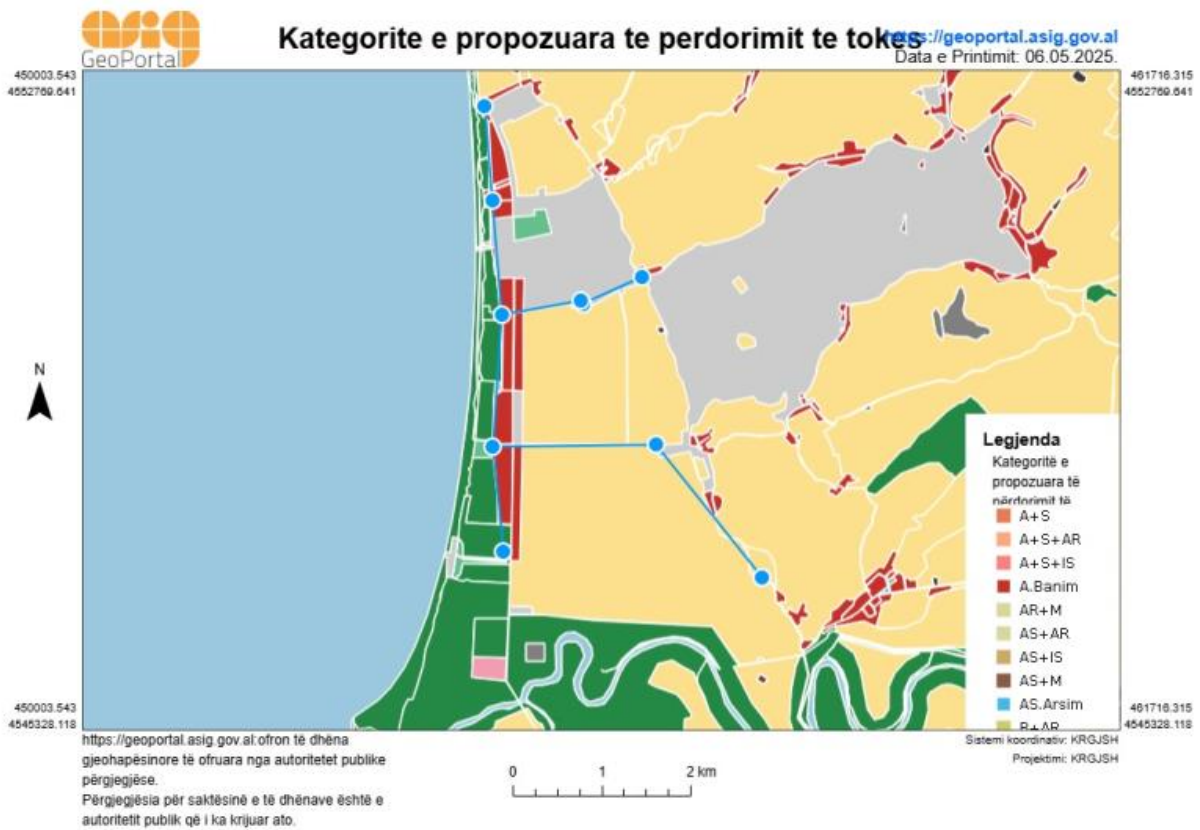 asig
GeoPortal
Kategorite e propozuara te perdorimit te tokes
https://geoportal.asig.gov.al
Data e Printimit: 06.05.2025.
450003.543
4552769.641
461716.315
4552769.641
N
Legjenda
Kategoritë e
propozuara të
përdorimit të
A+S
A+S+AR
A+S+IS
A.Banim
AR+M
AS+AR
AS+IS
AS+M
AS.Arsim
B+AR
450003.543
4545328.118
461716.315
4545328.118
https://geoportal.asig.gov.al:ofron të dhëna
gjeohapësinore të ofruara nga autoritetet publike
përgjegjëse.
Përgjegjësia për saktësinë e të dhënave është e
autoritetit publik që i ka krijuar ato.
0 1 2 km
Sistemi koordinativ: KRGJSH
Projektimi: KRGJSH